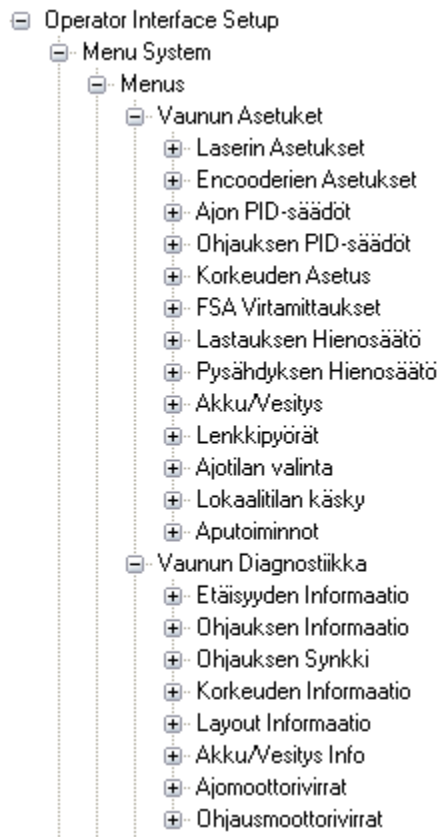 Operator Interface Setup
Menu System
Menus
Vaunun Asetuket
Laserin Asetukset
Encooderien Asetukset
Ajon PID-säädöt
Ohjauksen PID-säädöt
Korkeuden Asetus
FSA Virtamittaukset
Lastauksen Hienosäätö
Pysähdyksen Hienosäätö
Akku/Vesitys
Lenkkipyörät
Ajotilan valinta
Lokaalitilan käsky
Aputoiminnot
Vaunun Diagnostiikka
Etäisyyden Informaatio
Ohjauksen Informaatio
Ohjauksen Synkki
Korkeuden Informaatio
Layout Informaatio
Akku/Vesitys Info
Ajomoottorivirrat
Ohjausmoottorivirrat